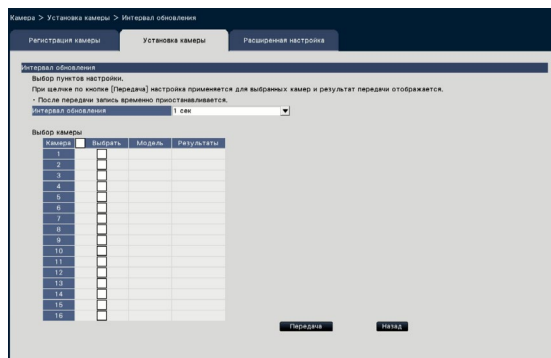 Камера > Установка камеры > Интервал обновления
Регистрация камеры Установка камеры Расширенная настройка
Интервал обновления
Выбор пунктов настройки.
При щелчке по кнопке [Передача] настройка применяется для выбранных камер и результат передачи отображается.
・После передачи запись временно приостанавливается.
Интервал обновления 1 сек
Выбор камеры
Камера Выбрать Модель Результаты
1
2
3
4
5
6
7
8
9
10
11
12
13
14
15
16
Передача Назад